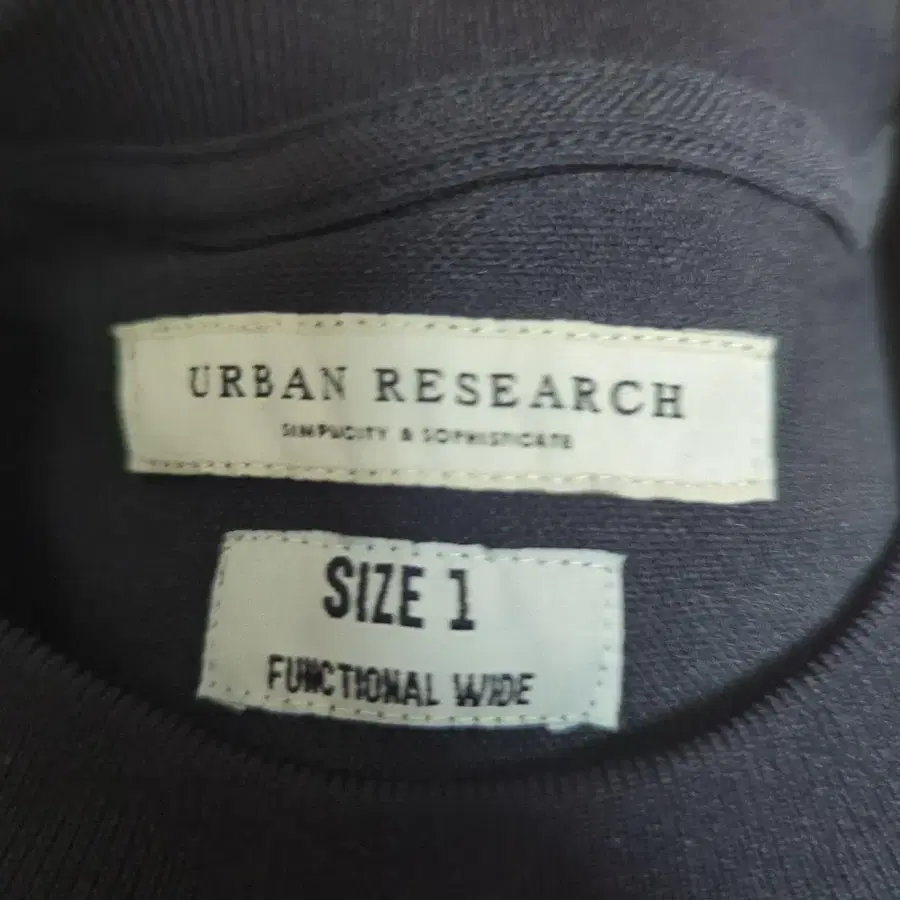 URBAN RESEARCH
SIMPLICITY & SOPHISTICATE
SIZE 1
FUNCTIONAL WIDE